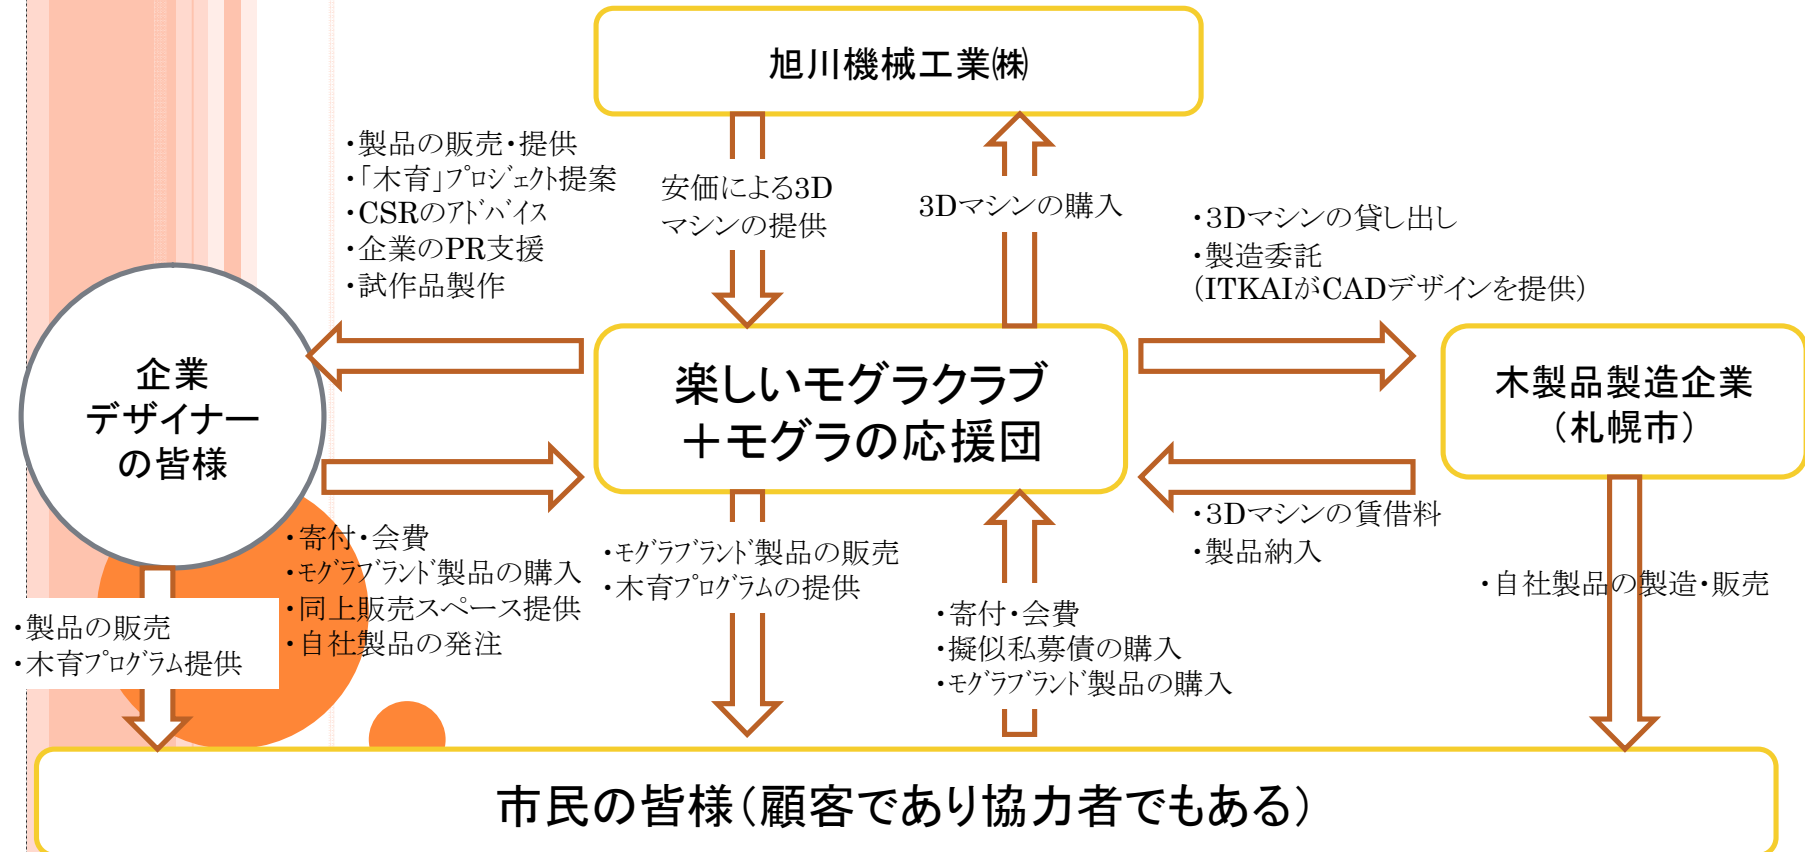 旭川機械工業㈱
・製品の販売・提供
・「木育」ﾌﾟﾛｼﾞｪｸﾄ提案
・CSRのｱﾄﾞﾊﾞｲｽ
・企業のPR支援
・試作品製作
安価による3D
マシンの提供
3Dマシンの購入
・3Dマシンの貸し出し
・製造委託
（ITKAIがCADデザインを提供）
企業
デザイナー
の皆様
楽しいモグラクラブ
＋モグラの応援団
木製品製造企業
（札幌市）
・寄付・会費
・ﾓｸﾞﾗﾌﾞﾗﾝﾄﾞ製品の購入
・同上販売スペース提供
・自社製品の発注
・ﾓｸﾞﾗﾌﾞﾗﾝﾄﾞ製品の販売
・木育ﾌﾟﾛｸﾞﾗﾑの提供
・3Dマシンの賃借料
・製品納入
・自社製品の製造・販売
・寄付・会費
・擬似私募債の購入
・ﾓｸﾞﾗﾌﾞﾗﾝﾄﾞ製品の購入
・製品の販売
・木育ﾌﾟﾛｸﾞﾗﾑ提供
市民の皆様（顧客であり協力者でもある）